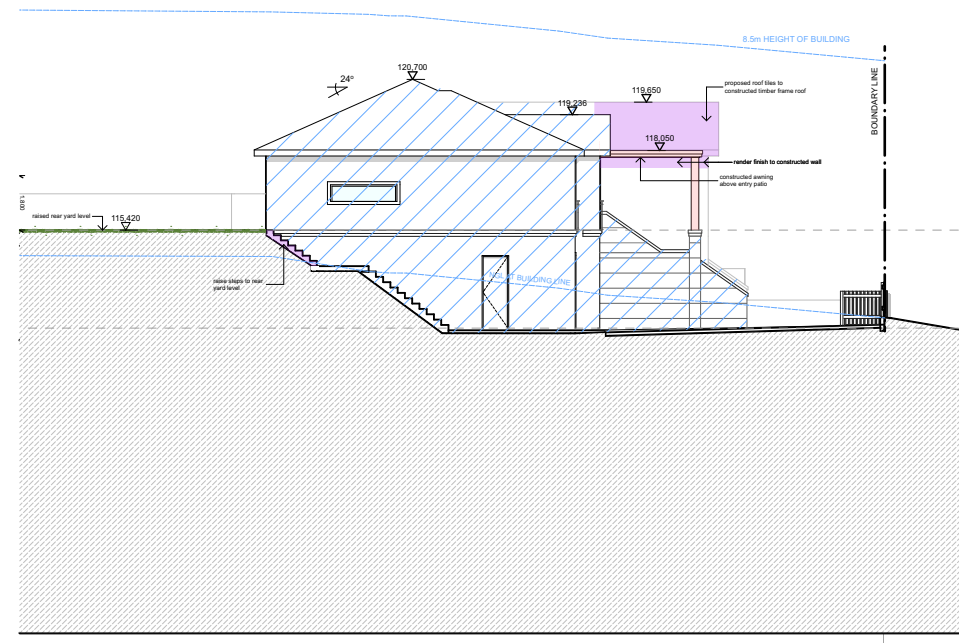 8.5m HEIGHT OF BUILDING
120,700
24°
BOUNDARY LINE
proposed roof tiles to
constructed timber frame roof
119,650
119,236
118,050
render finish to constructed wall
constructed awning
above entry patio
1,800
raised rear yard level
115,420
raise steps to rear
yard level
BUILDING LINE